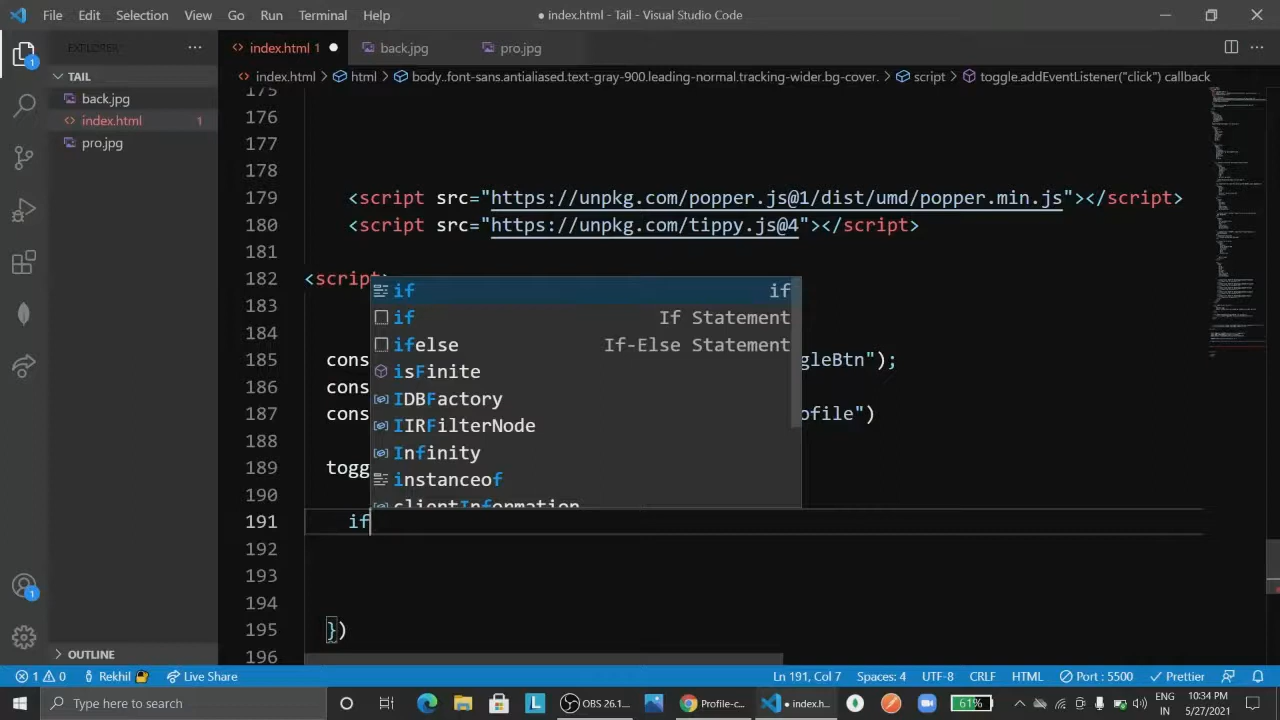 File Edit Selection View Go Run Terminal Help
● index.html - Tail - Visual Studio Code
EXPLORER
index.html 1
back.jpg
pro.jpg
index.html > html > body..font-sans.antialiased.text-gray-900.leading-normal.tracking-wider.bg-cover. > script > toggle.addEventListener("click") callback
TAIL
back.jpg
index.html 1
pro.jpg
1
175
176
177
178
179 <script src="https://unpkg.com/popper.js@1/dist/umd/popper.min.js"></script>
180 <script src="https://unpkg.com/tippy.js@4"></script>
181
182 <script>
183
184
185 cons gleBtn");
186 cons
187 cons ofile")
188
189 togg
190
191 if
192
193
194
195 })
196
if if
if If Statement
ifelse If-Else Statement
isFinite
IDBFactory
IIRFilterNode
Infinity
instanceof
clientInformation
1
OUTLINE
1 0 Rekhil Live Share
Ln 191, Col 7 Spaces: 4 UTF-8 CRLF HTML Port : 5500 Prettier
Type here to search
L
OBS 26.1...
Profile-c...
● index.h...
61%
ENG
IN
10:34 PM
5/27/2021